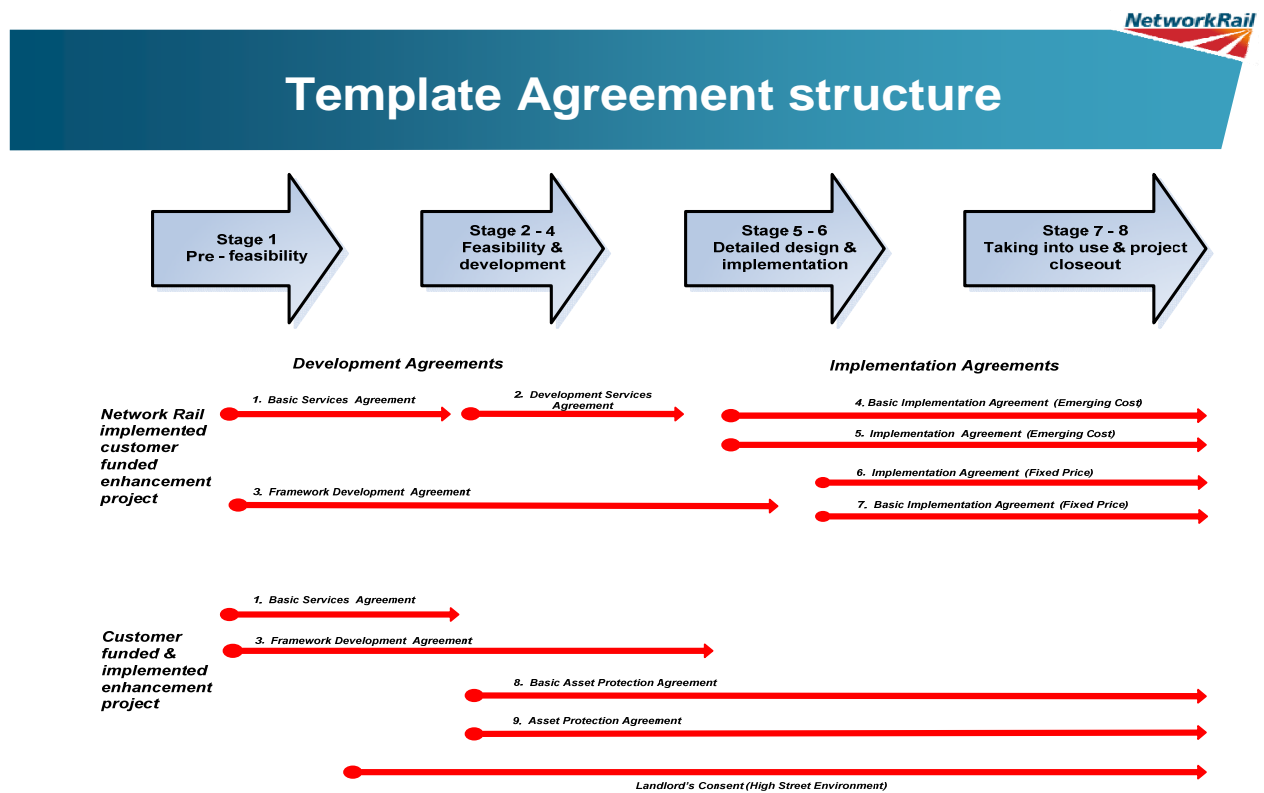 NetworkRail
Template Agreement structure
Stage 1
Pre - feasibility
Stage 2 - 4
Feasibility &
development
Stage 5 - 6
Detailed design &
implementation
Stage 7 - 8
Taking into use & project
closeout
Development Agreements
Implementation Agreements
Network Rail
implemented
customer
funded
enhancement
project
1. Basic Services Agreement
2. Development Services
Agreement
3. Framework Development Agreement
4. Basic Implementation Agreement (Emerging Cost)
5. Implementation Agreement (Emerging Cost)
6. Implementation Agreement (Fixed Price)
7. Basic Implementation Agreement (Fixed Price)
Customer
funded &
implemented
enhancement
project
1. Basic Services Agreement
3. Framework Development Agreement
8. Basic Asset Protection Agreement
9. Asset Protection Agreement
Landlord's Consent (High Street Environment)